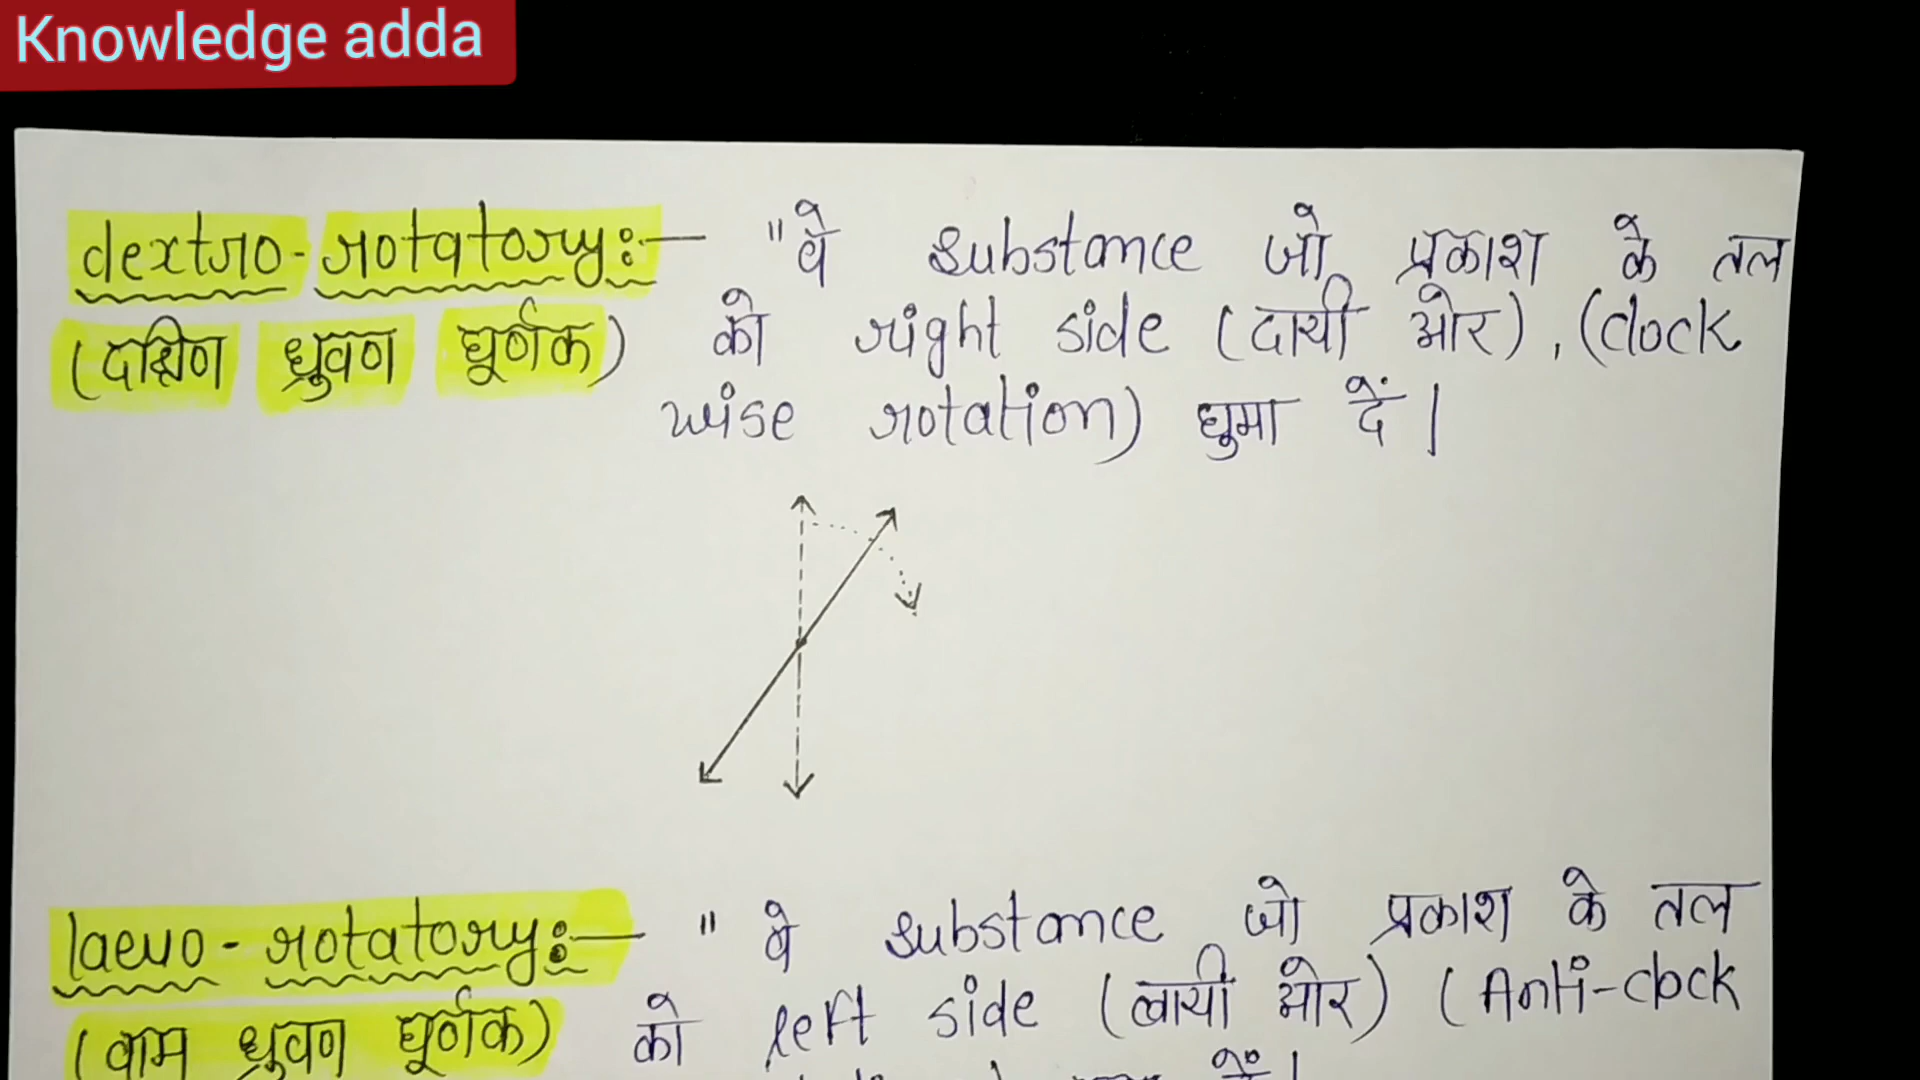 Knowledge adda
dextro-rotatory:- "वे substance जो प्रकाश के तल
(दक्षिण ध्रुवण घूर्णक) को right side (दायी ओर), (clock
wise rotation) घुमा दें |
laevo-rotatory:- " वे substance जो प्रकाश के तल
(वाम ध्रुवण घूर्णक) को left side (बायी ओर) (Anti-clock